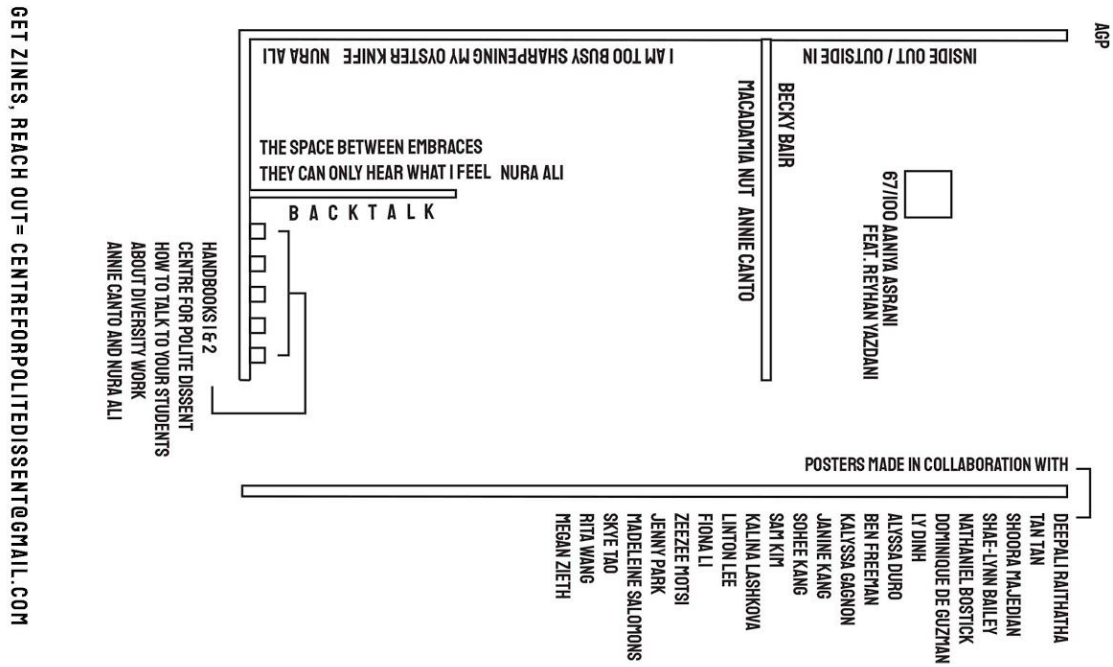 AGP
I AM TOO BUSY SHARPENING MY OYSTER KNIFE NURA ALI
INSIDE OUT / OUTSIDE IN
BECKY BAIR
MACADAMIA NUT ANNIE CANTO
THE SPACE BETWEEN EMBRACES
THEY CAN ONLY HEAR WHAT I FEEL NURA ALI
BACKTALK
67/100 AANIYA ASRANI
FEAT. REYHAN YAZDANI
HANDBOOKS 1 & 2
CENTRE FOR POLITE DISSENT
HOW TO TALK TO YOUR STUDENTS
ABOUT DIVERSITY WORK
ANNIE CANTO AND NURA ALI
POSTERS MADE IN COLLABORATION WITH
DEEPALI RAITHATHA
TAN TAN
SHOORA MAJEDIAN
SHAE-LYNN BAILEY
NATHANIEL BOSTICK
DOMINIQUE DE GUZMAN
LY DINH
ALYSSA DURO
BEN FREEMAN
KALYSSA GAGNON
JANINE KANG
SOHEE KANG
SAM KIM
KALINA LASHKOVA
LINTON LEE
FIONA LI
ZEEZEE MOTSI
JENNY PARK
MADELEINE SALOMONS
SKYE TAO
RITA WANG
MEGAN ZIETH
GET ZINES, REACH OUT= CENTREFORPOLITEDISSENT@GMAIL.COM